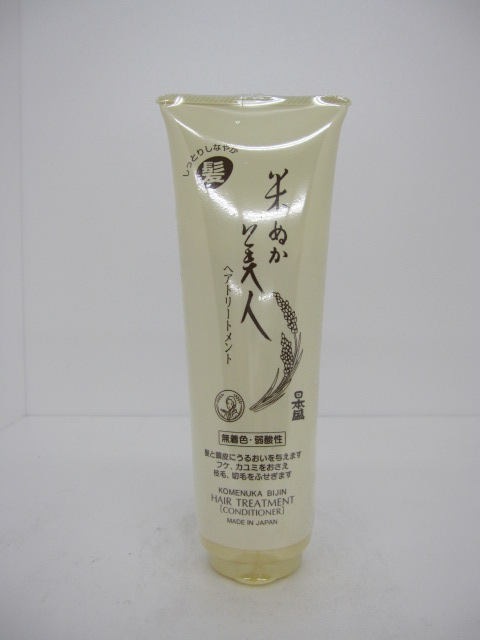 しっとりしなやか
髪
米ぬか
美人
ヘアトリートメント
日本盛
無着色・弱酸性
髪と頭皮にうるおいを与えます
フケ、カユミをおさえ
枝毛、切毛をふせぎます
KOMENUKA BIJIN
HAIR TREATMENT
[CONDITIONER]
MADE IN JAPAN